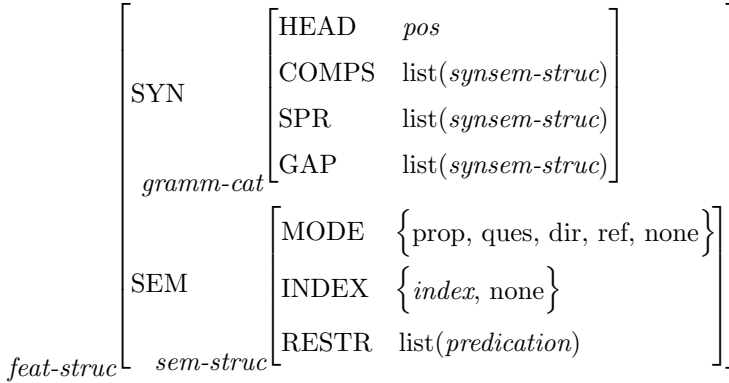 HEAD pos
COMPS list(synsem-struc)
SYN
SPR list(synsem-struc)
GAP list(synsem-struc)
gramm-cat
MODE {prop, ques, dir, ref, none}
SEM INDEX {index, none}
RESTR list(predication)
feat-struc sem-struc